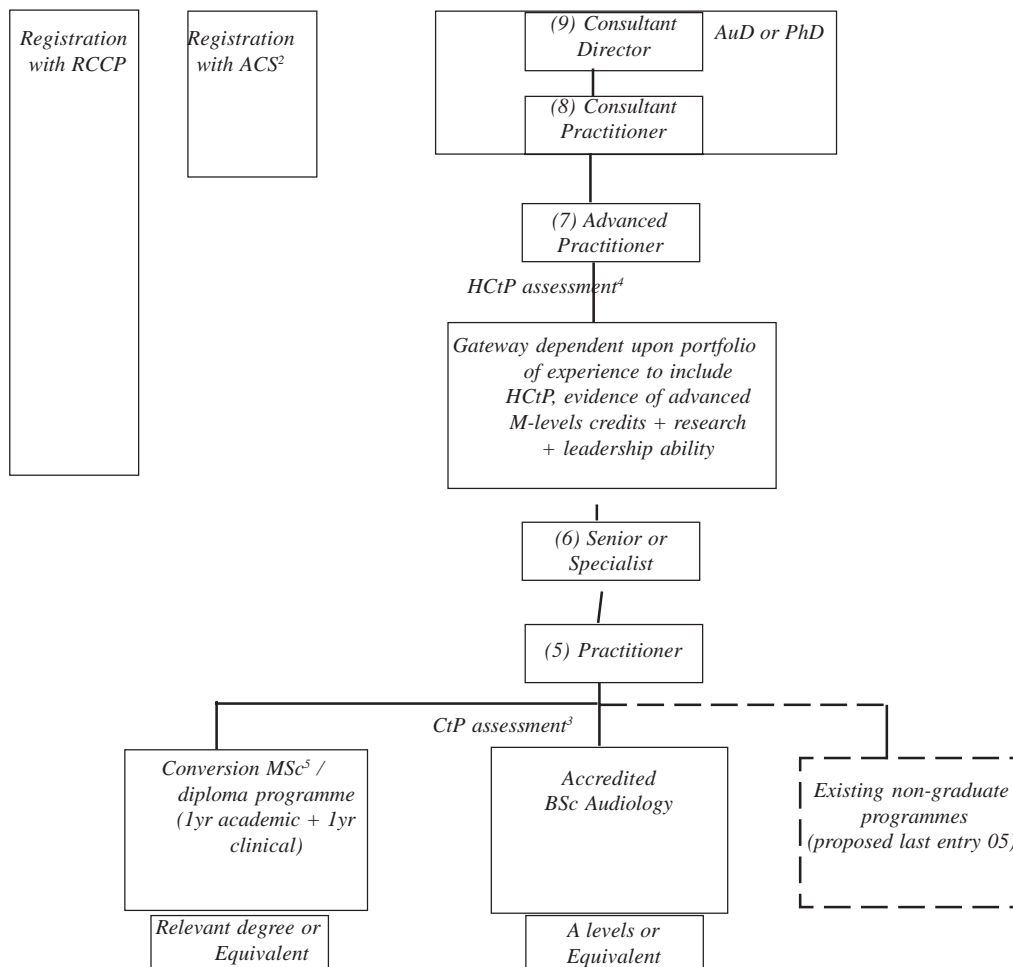 Registration
with RCCP
Registration
with ACS²
(9) Consultant
Director
AuD or PhD
(8) Consultant
Practitioner
(7) Advanced
Practitioner
HCtP assessment⁴
Gateway dependent upon portfolio
of experience to include
HCtP, evidence of advanced
M-levels credits + research
+ leadership ability
(6) Senior or
Specialist
(5) Practitioner
CtP assessment³
Conversion MSc⁵ /
diploma programme
(1yr academic + 1yr
clinical)
Accredited
BSc Audiology
Existing non-graduate
programmes
(proposed last entry 05)
Relevant degree or
Equivalent
A levels or
Equivalent